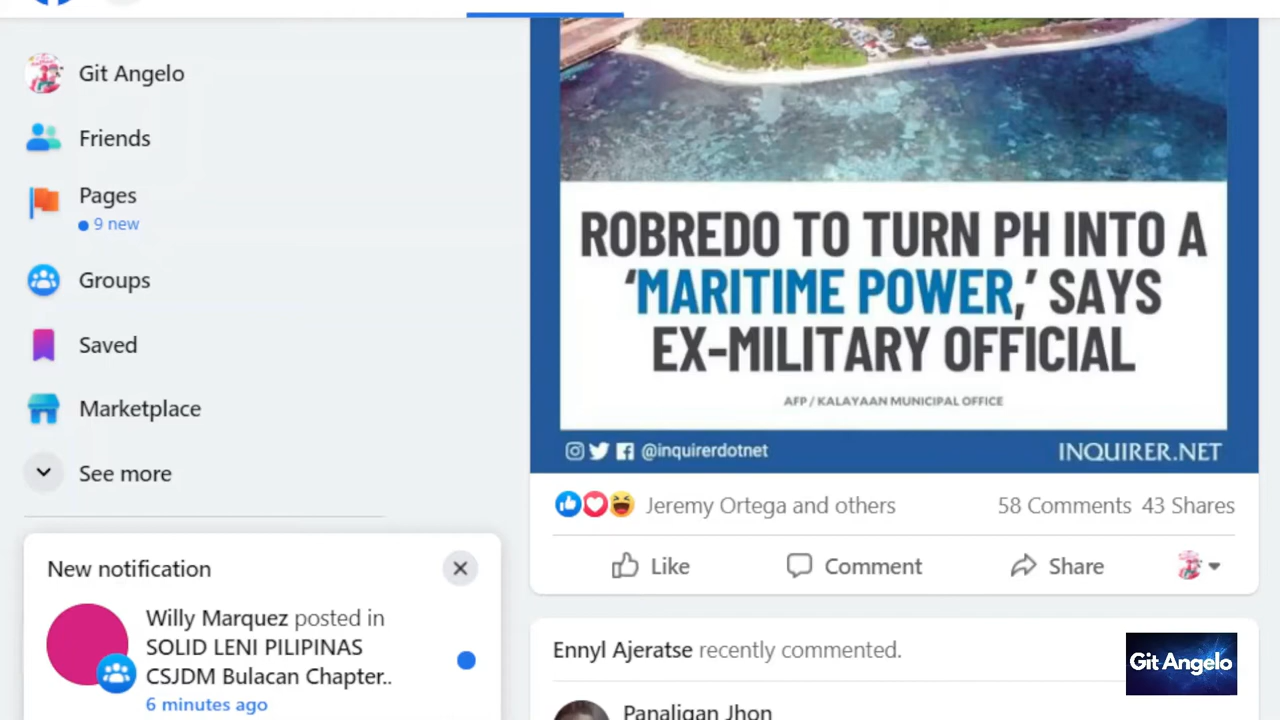 Git Angelo
Friends
Pages
9 new
Groups
Saved
Marketplace
See more
New notification
Willy Marquez posted in
SOLID LENI PILIPINAS
CSJDM Bulacan Chapter..
6 minutes ago
ROBREDO TO TURN PH INTO A
‘MARITIME POWER,’ SAYS
EX-MILITARY OFFICIAL
AFP / KALAYAAN MUNICIPAL OFFICE
@inquirerdotnet
INQUIRER.NET
Jeremy Ortega and others
58 Comments 43 Shares
Like
Comment
Share
Ennyl Ajeratse recently commented.
Panaligan Jhon
Git Angelo